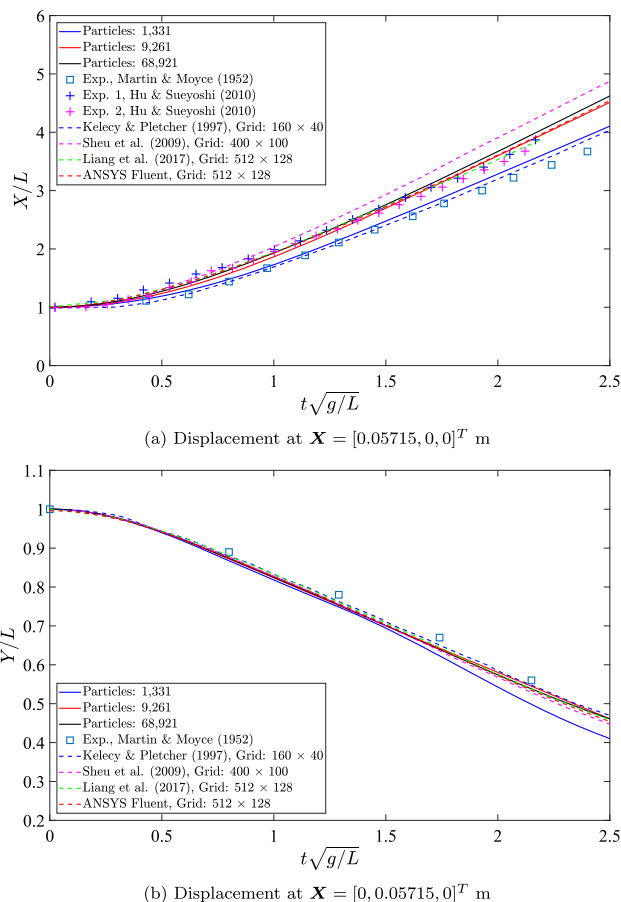 6
5
4
3
2
1
0
X/L
Particles: 1,331
Particles: 9,261
Particles: 68,921
Exp., Martin & Moyce (1952)
Exp. 1, Hu & Sueyoshi (2010)
Exp. 2, Hu & Sueyoshi (2010)
Kelecy & Pletcher (1997), Grid: 160 × 40
Sheu et al. (2009), Grid: 400 × 100
Liang et al. (2017), Grid: 512 × 128
ANSYS Fluent, Grid: 512 × 128
0 0.5 1 1.5 2 2.5
t√g/L
(a) Displacement at X = [0.05715, 0, 0]^T m
1.1
1
0.9
0.8
0.7
0.6
0.5
0.4
0.3
0.2
Y/L
Particles: 1,331
Particles: 9,261
Particles: 68,921
Exp., Martin & Moyce (1952)
Kelecy & Pletcher (1997), Grid: 160 × 40
Sheu et al. (2009), Grid: 400 × 100
Liang et al. (2017), Grid: 512 × 128
ANSYS Fluent, Grid: 512 × 128
0 0.5 1 1.5 2 2.5
t√g/L
(b) Displacement at X = [0, 0.05715, 0]^T m